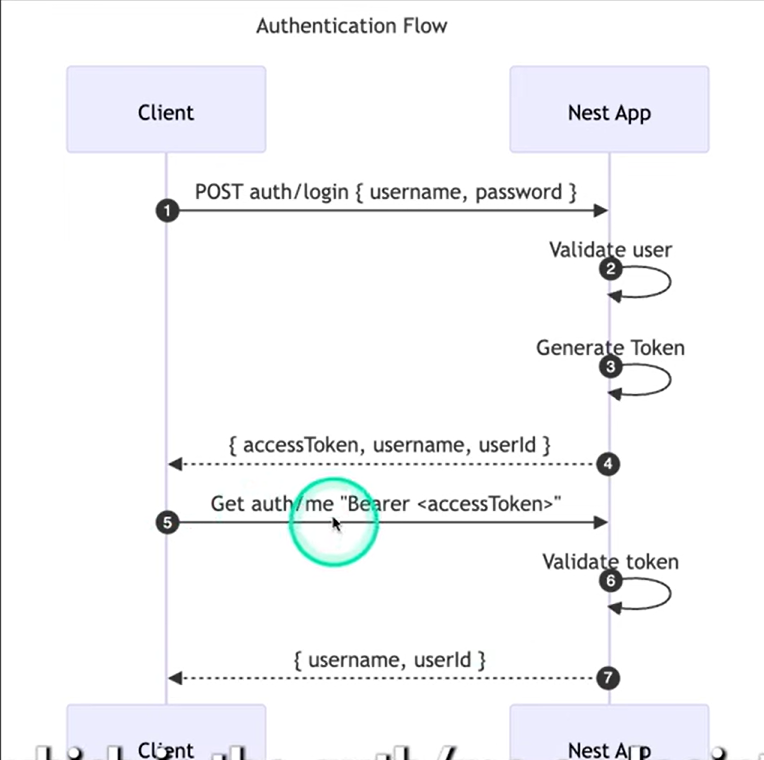 Authentication Flow
Client
Nest App
POST auth/login { username, password }
1
Validate user
2
Generate Token
3
{ accessToken, username, userId }
4
Get auth/me "Bearer <accessToken>"
5
Validate token
6
{ username, userId }
7
Client
Nest App